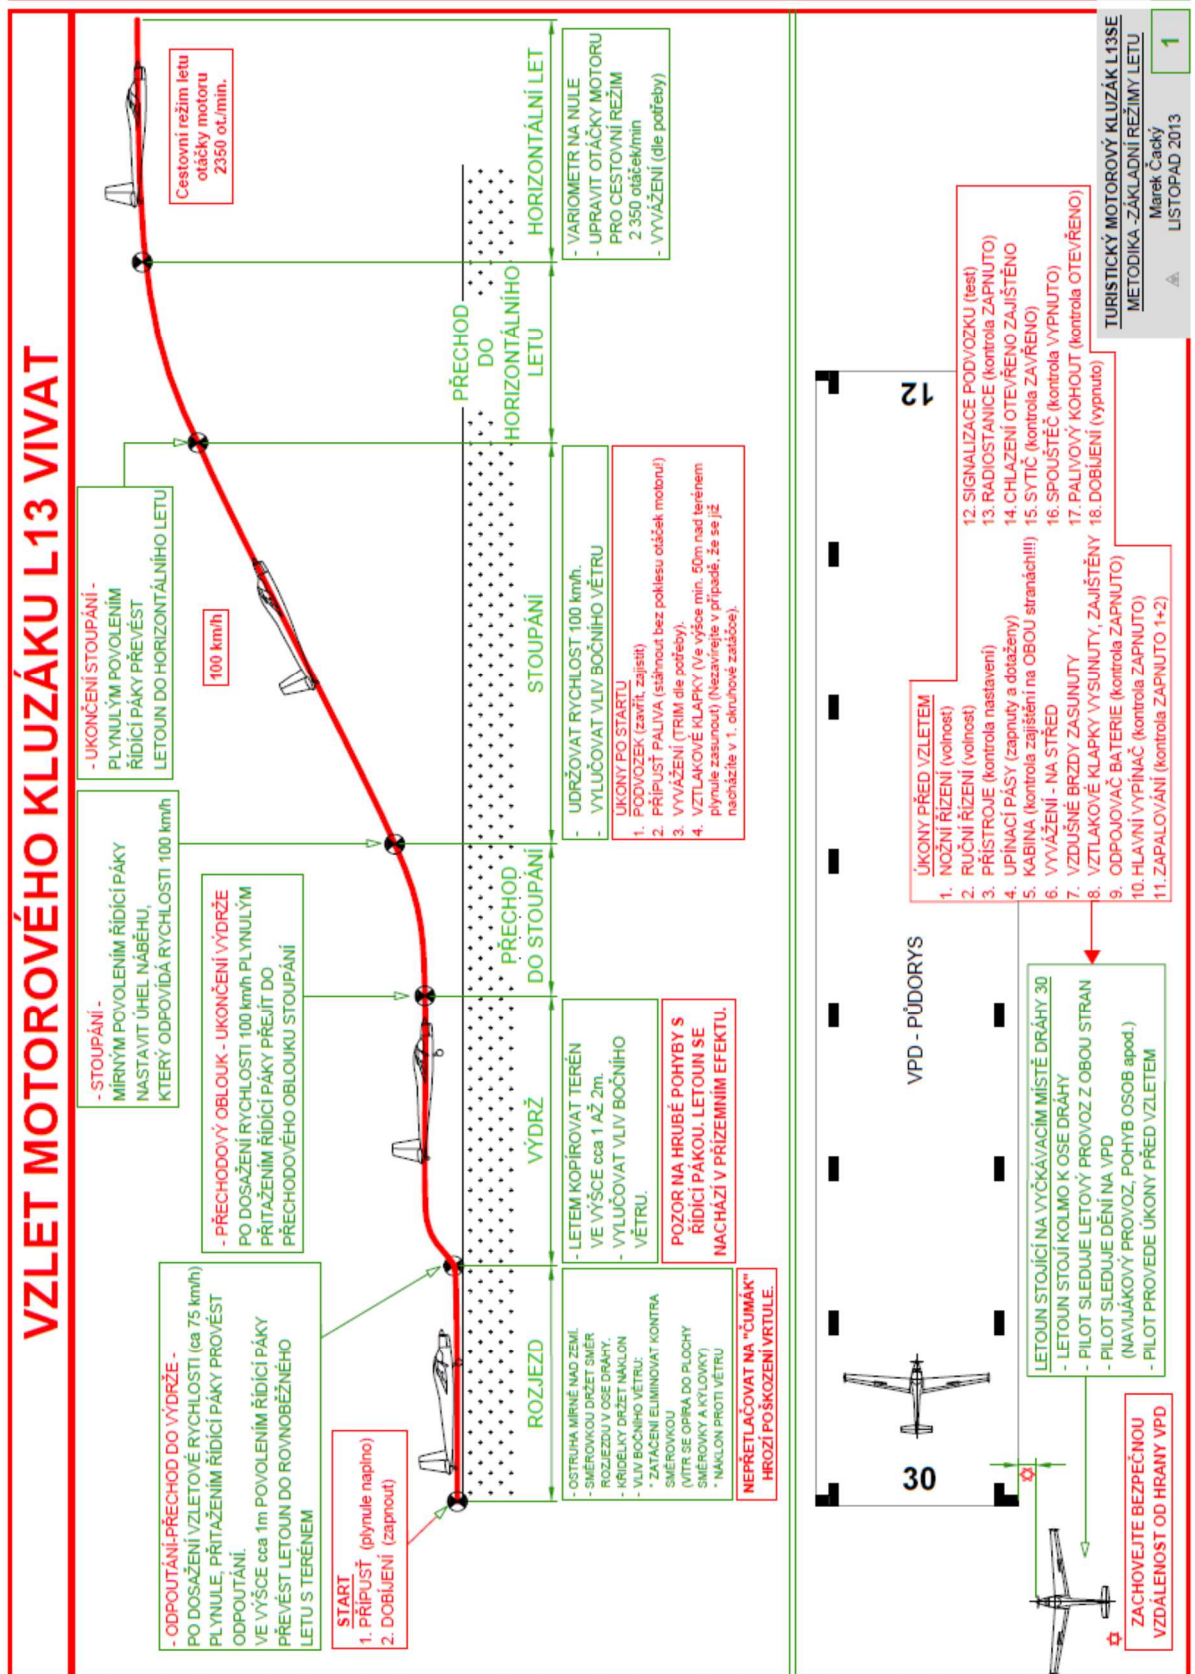 VZLET MOTOROVÉHO KLUZÁKU L13 VIVAT
- ODPOUTÁNÍ-PŘECHOD DO VÝDRŽE -
PO DOSAŽENÍ VZLETOVÉ RYCHLOSTI (ca 75 km/h)
PLYNULE, PŘITAŽENÍM ŘÍDÍCÍ PÁKY PROVÉST
ODPOUTÁNÍ.
VE VÝŠCE cca 1m POVOLENÍM ŘÍDÍCÍ PÁKY
PŘEVÉST LETOUN DO ROVNOBĚŽNÉHO
LETU S TERÉNEM
START
1. PŘÍPUSŤ (plynule naplno)
2. DOBÍJENÍ (zapnout)
- STOUPÁNÍ -
MÍRNÝM POVOLENÍM ŘÍDÍCÍ PÁKY
NASTAVIT ÚHEL NÁBĚHU,
KTERÝ ODPOVÍDÁ RYCHLOSTI 100 km/h
- PŘECHODOVÝ OBLOUK - UKONČENÍ VÝDRŽE
PO DOSAŽENÍ RYCHLOSTI 100 km/h PLYNULÝM
PŘITAŽENÍM ŘÍDÍCÍ PÁKY PŘEJÍT DO
PŘECHODOVÉHO OBLOUKU STOUPÁNÍ
- UKONČENÍ STOUPÁNÍ -
PLYNULÝM POVOLENÍM
ŘÍDÍCÍ PÁKY PŘEVÉST
LETOUN DO HORIZONTÁLNÍHO LETU
100 km/h
Cestovní režim letu
otáčky motoru
2350 ot./min.
ROZJEZD
VÝDRŽ
PŘECHOD
DO STOUPÁNÍ
STOUPÁNÍ
PŘECHOD
DO
HORIZONTÁLNÍHO
LETU
HORIZONTÁLNÍ LET
- OSTRUHA MÍRNĚ NAD ZEMÍ.
- SMĚROVKOU DRŽET SMĚR
ROZJEZDU V OSE DRÁHY.
- KŘIDÉLKY DRŽET NÁKLON
- VLIV BOČNÍHO VĚTRU:
* ZATÁČENÍ ELIMINOVAT KONTRA
SMĚROVKOU
(VÍTR SE OPÍRÁ DO PLOCHY
SMĚROVKY A KÝLOVKY)
* NÁKLON PROTI VĚTRU
NEPŘETLAČOVAT NA "ČUMÁK"
HROZÍ POŠKOZENÍ VRTULE.
- LETEM KOPÍROVAT TERÉN
VE VÝŠCE cca 1 AŽ 2m.
- VYLUČOVAT VLIV BOČNÍHO
VĚTRU.
POZOR NA HRUBÉ POHYBY S
ŘÍDÍCÍ PÁKOU. LETOUN SE
NACHÁZÍ V PŘÍZEMNÍM EFEKTU.
- UDRŽOVAT RYCHLOST 100 km/h.
- VYLUČOVAT VLIV BOČNÍHO VĚTRU
ÚKONY PO STARTU
1. PODVOZEK (zavřít, zajistit)
2. PŘÍPUSŤ PALIVA (stáhnout bez poklesu otáček motoru!)
3. VYVÁŽENÍ (TRIM dle potřeby).
4. VZTLAKOVÉ KLAPKY (Ve výšce min. 50m nad terénem
plynule zasunout) (Nezavírejte v případě, že se již
nacházíte v 1. okruhové zatáčce).
- VARIOMETR NA NULE
- UPRAVIT OTÁČKY MOTORU
PRO CESTOVNÍ REŽIM
2 350 otáček/min
- VYVÁŽENÍ (dle potřeby)
30
VPD - PŮDORYS
12
ZACHOVEJTE BEZPEČNOU
VZDÁLENOST OD HRANY VPD
LETOUN STOJÍCÍ NA VYČKÁVACÍM MÍSTĚ DRÁHY 30
- LETOUN STOJÍ KOLMO K OSE DRÁHY
- PILOT SLEDUJE LETOVÝ PROVOZ Z OBOU STRAN
- PILOT SLEDUJE DĚNÍ NA VPD
(NAVIJÁKOVÝ PROVOZ, POHYB OSOB apod.)
- PILOT PROVEDE ÚKONY PŘED VZLETEM
ÚKONY PŘED VZLETEM
1. NOŽNÍ ŘÍZENÍ (volnost)
2. RUČNÍ ŘÍZENÍ (volnost)
3. PŘÍSTROJE (kontrola nastavení)
4. UPÍNACÍ PÁSY (zapnuty a dotaženy)
5. KABINA (kontrola zajištění na OBOU stranách!!!)
6. VYVÁŽENÍ - NA STŘED
7. VZDUŠNÉ BRZDY ZASUNUTY
8. VZTLAKOVÉ KLAPKY VYSUNUTY, ZAJIŠTĚNY
9. ODPOJOVAČ BATERIE (kontrola ZAPNUTO)
10. HLAVNÍ VYPÍNAČ (kontrola ZAPNUTO)
11. ZAPALOVÁNÍ (kontrola ZAPNUTO 1+2)
12. SIGNALIZACE PODVOZKU (test)
13. RADIOSTANICE (kontrola ZAPNUTO)
14. CHLAZENÍ OTEVŘENO ZAJIŠTĚNO
15. SYTIČ (kontrola ZAVŘENO)
16. SPOUŠTĚČ (kontrola VYPNUTO)
17. PALIVOVÝ KOHOUT (kontrola OTEVŘENO)
18. DOBÍJENÍ (vypnuto)
TURISTICKÝ MOTOROVÝ KLUZÁK L13SE
METODIKA -ZÁKLADNÍ REŽIMY LETU
Marek Čacký
LISTOPAD 2013
1